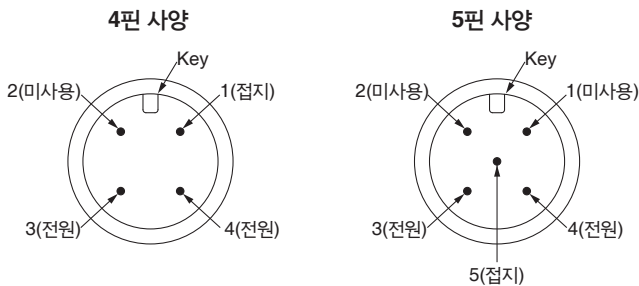 4핀 사양
Key
2(미사용)
1(접지)
3(전원)
4(전원)
5핀 사양
Key
2(미사용)
1(미사용)
3(전원)
4(전원)
5(접지)